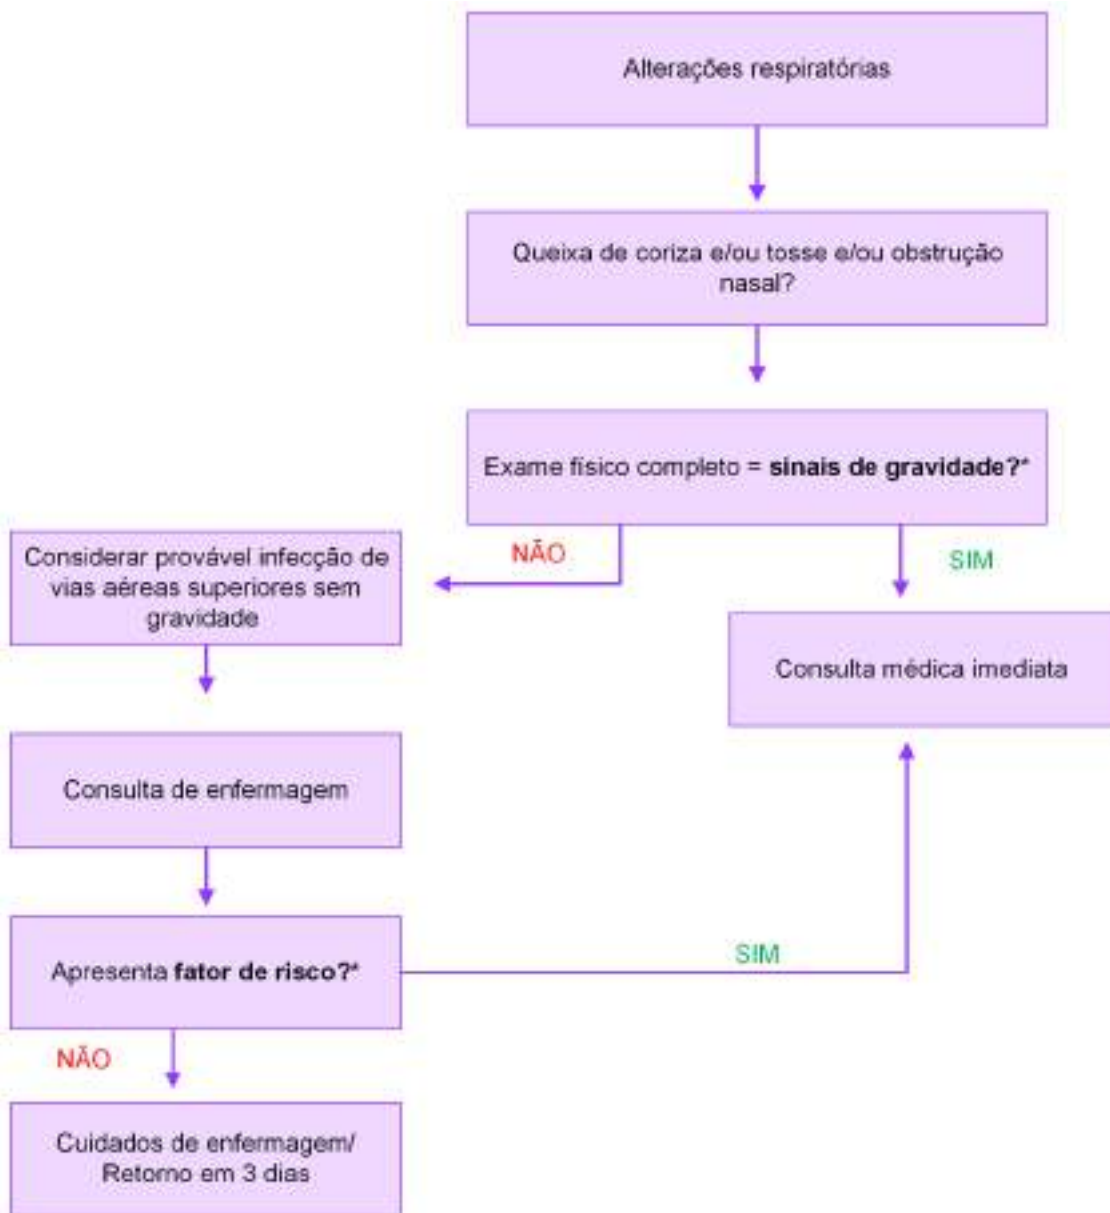 Alterações respiratórias
Queixa de coriza e/ou tosse e/ou obstrução
nasal?
Exame físico completo = sinais de gravidade?*
NÃO
SIM
Considerar provável infecção de
vias aéreas superiores sem
gravidade
Consulta médica imediata
Consulta de enfermagem
Apresenta fator de risco?*
SIM
NÃO
Cuidados de enfermagem/
Retorno em 3 dias